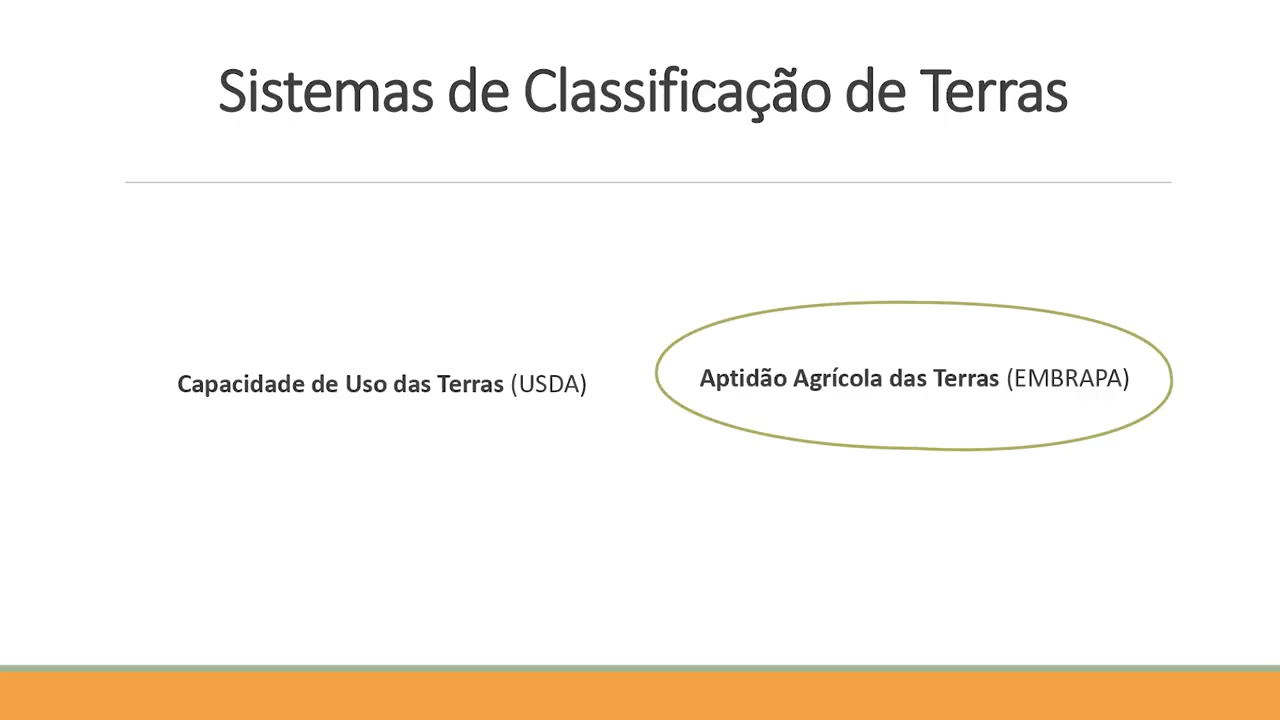 Sistemas de Classificação de Terras
Capacidade de Uso das Terras (USDA)
Aptidão Agrícola das Terras (EMBRAPA)